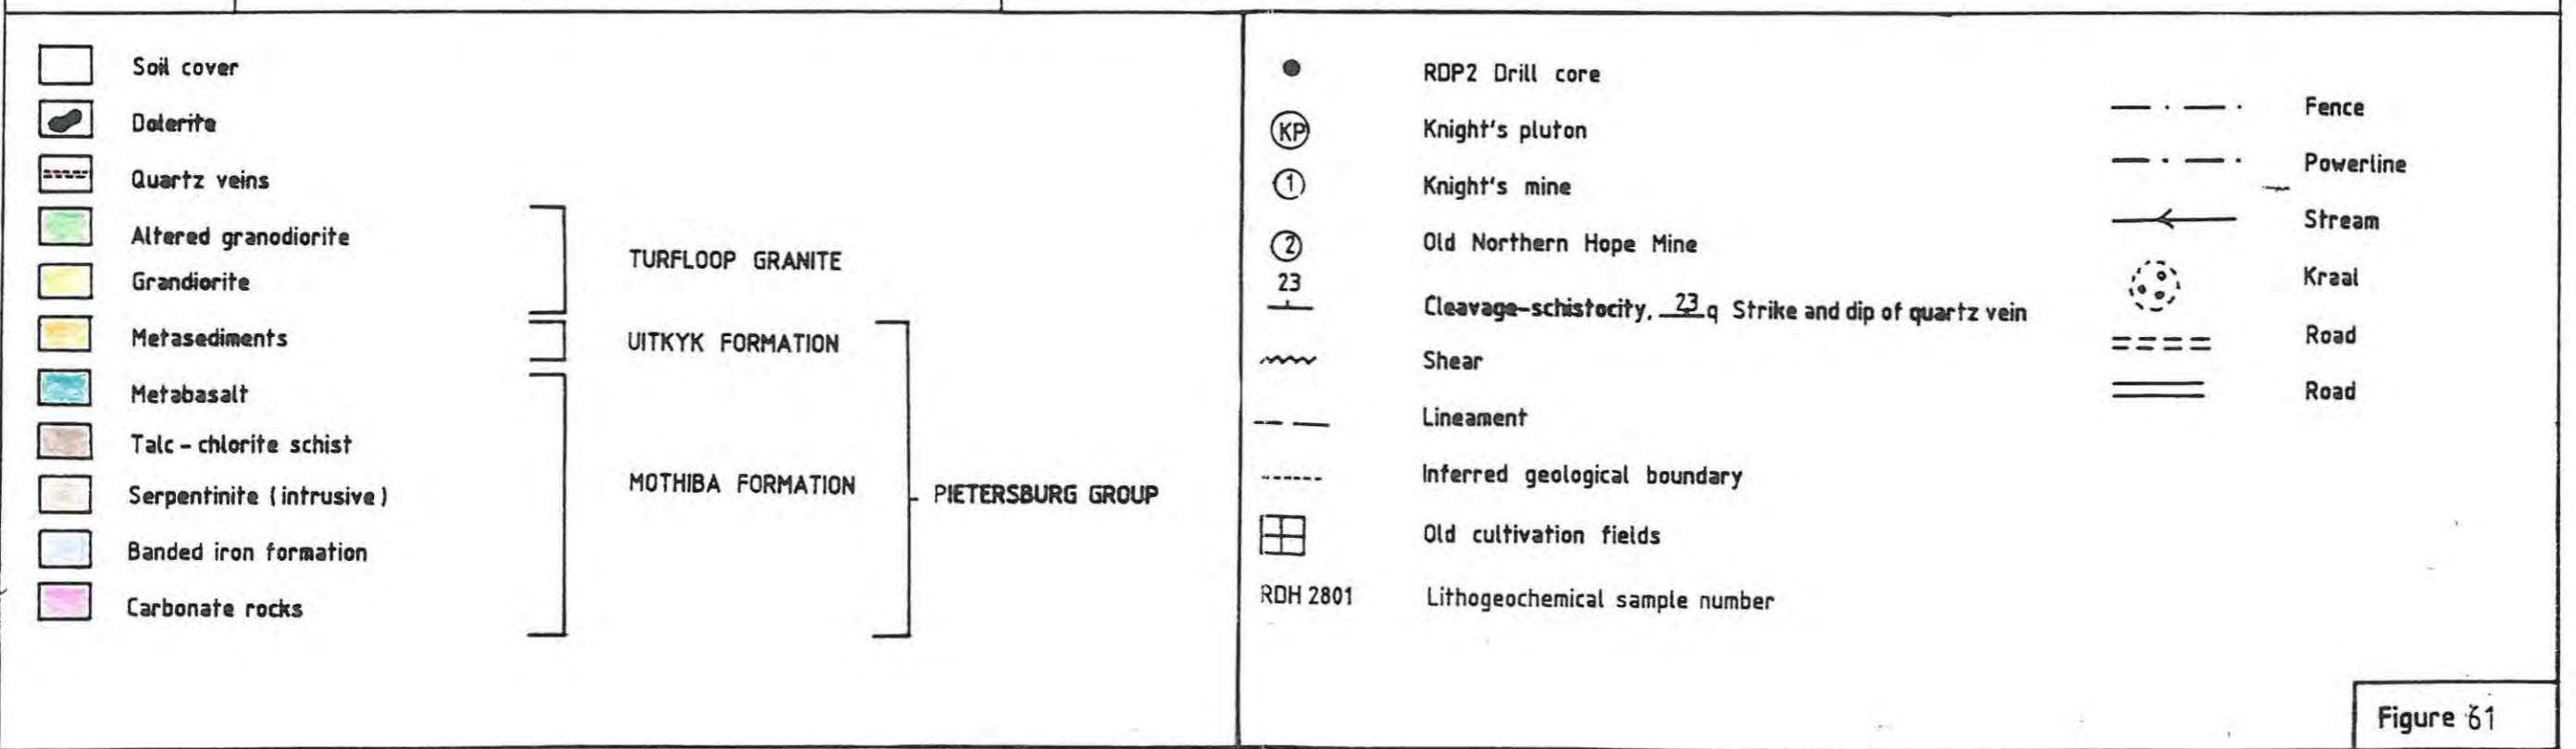 Soil cover
Dolerite
Quartz veins
Altered granodiorite
Grandiorite
Metasediments
Metabasalt
Talc - chlorite schist
Serpentinite (intrusive)
Banded iron formation
Carbonate rocks
TURFLOOP GRANITE
UITKYK FORMATION
MOTHIBA FORMATION
PIETERSBURG GROUP
RDP2 Drill core
KP Knight's pluton
1 Knight's mine
2 Old Northern Hope Mine
23
Cleavage-schistocity, 23 q Strike and dip of quartz vein
Shear
Lineament
Inferred geological boundary
Old cultivation fields
RDH 2801 Lithogeochemical sample number
Fence
Powerline
Stream
Kraal
Road
Road
Figure